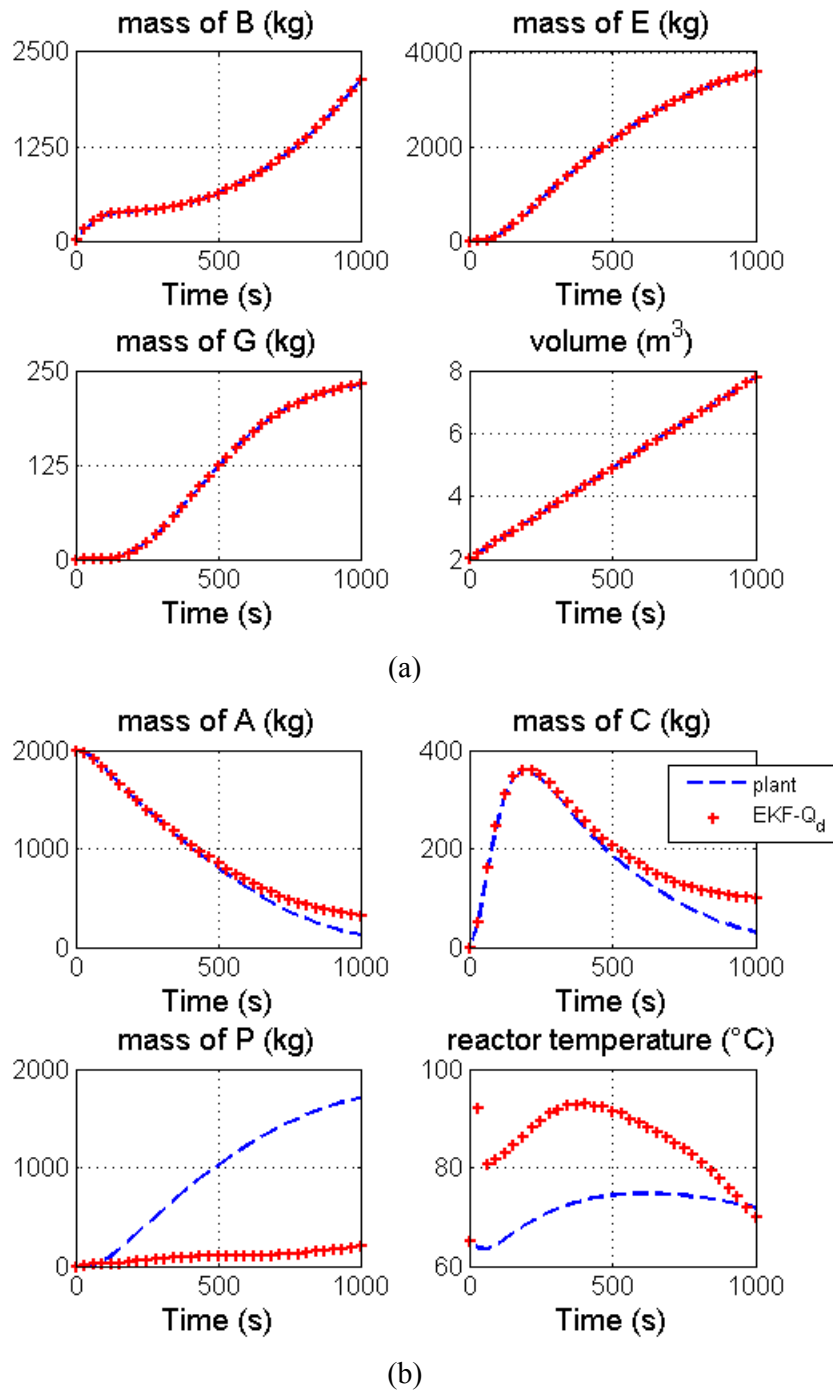 mass of B (kg)
mass of E (kg)
2500
1250
0
0
500
1000
Time (s)
4000
2000
0
0
500
1000
Time (s)
mass of G (kg)
volume (m³)
250
125
0
0
500
1000
Time (s)
8
6
4
2
0
500
1000
Time (s)
(a)
mass of A (kg)
mass of C (kg)
2000
1000
0
0
500
1000
Time (s)
400
200
0
0
500
1000
Time (s)
plant
EKF-Q_d
mass of P (kg)
reactor temperature (°C)
2000
1000
0
0
500
1000
Time (s)
100
80
60
0
500
1000
Time (s)
(b)